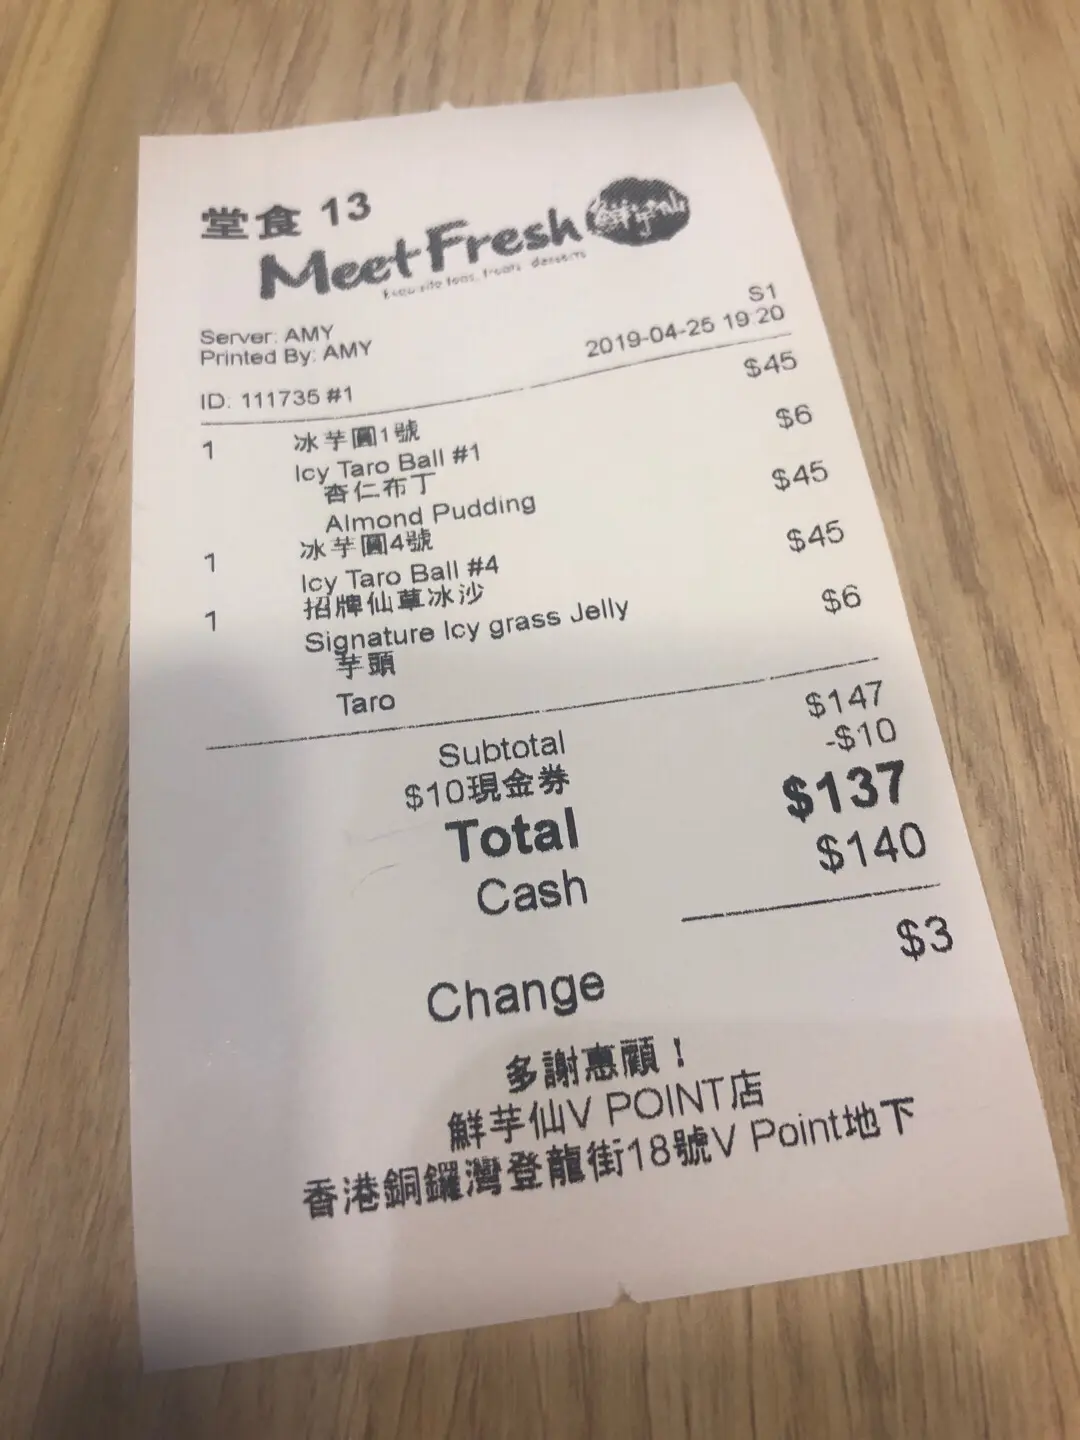 堂食 13
MeetFresh 鮮芋仙
Exquisite teas, treats, desserts
S1
Server: AMY
Printed By: AMY 2019-04-25 19:20
ID: 111735 #1
1 冰芋圓1號 $45
Icy Taro Ball #1
杏仁布丁 $6
Almond Pudding
1 冰芋圓4號 $45
Icy Taro Ball #4
1 招牌仙草冰沙 $45
Signature Icy grass Jelly
芋頭 $6
Taro
Subtotal $147
$10現金券 -$10
Total $137
Cash $140
Change $3
多謝惠顧！
鮮芋仙V POINT店
香港銅鑼灣登龍街18號V Point地下